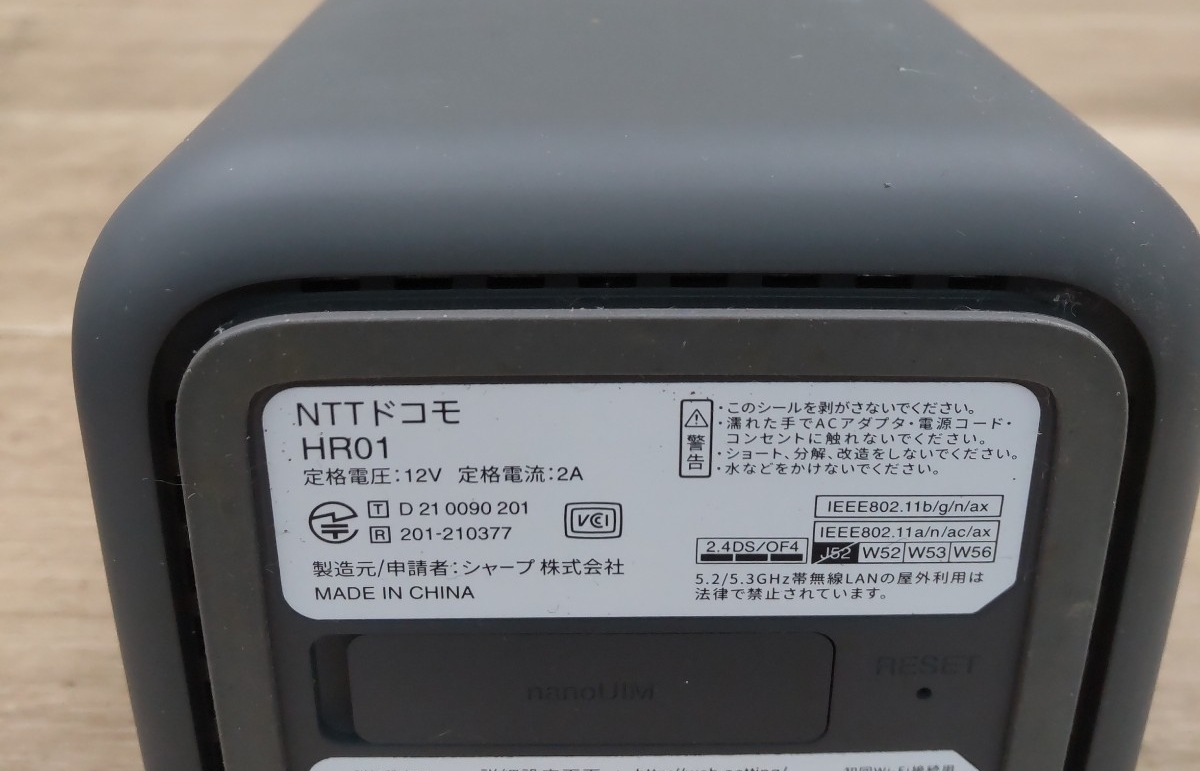 NTTドコモ
HR01
定格電圧:12V 定格電流:2A
T D 21 0090 201
R 201-210377
VCCI
製造元/申請者:シャープ 株式会社
MADE IN CHINA
警告
・このシールを剥がさないでください。
・濡れた手でACアダプタ・電源コード・
コンセントに触れないでください。
・ショート、分解、改造をしないでください。
・水などをかけないでください。
IEEE802.11b/g/n/ax
IEEE802.11a/n/ac/ax
2.4DS/OF4
J52 W52 W53 W56
5.2/5.3GHz帯無線LANの屋外利用は
法律で禁止されています。
nanoUIM
RESET